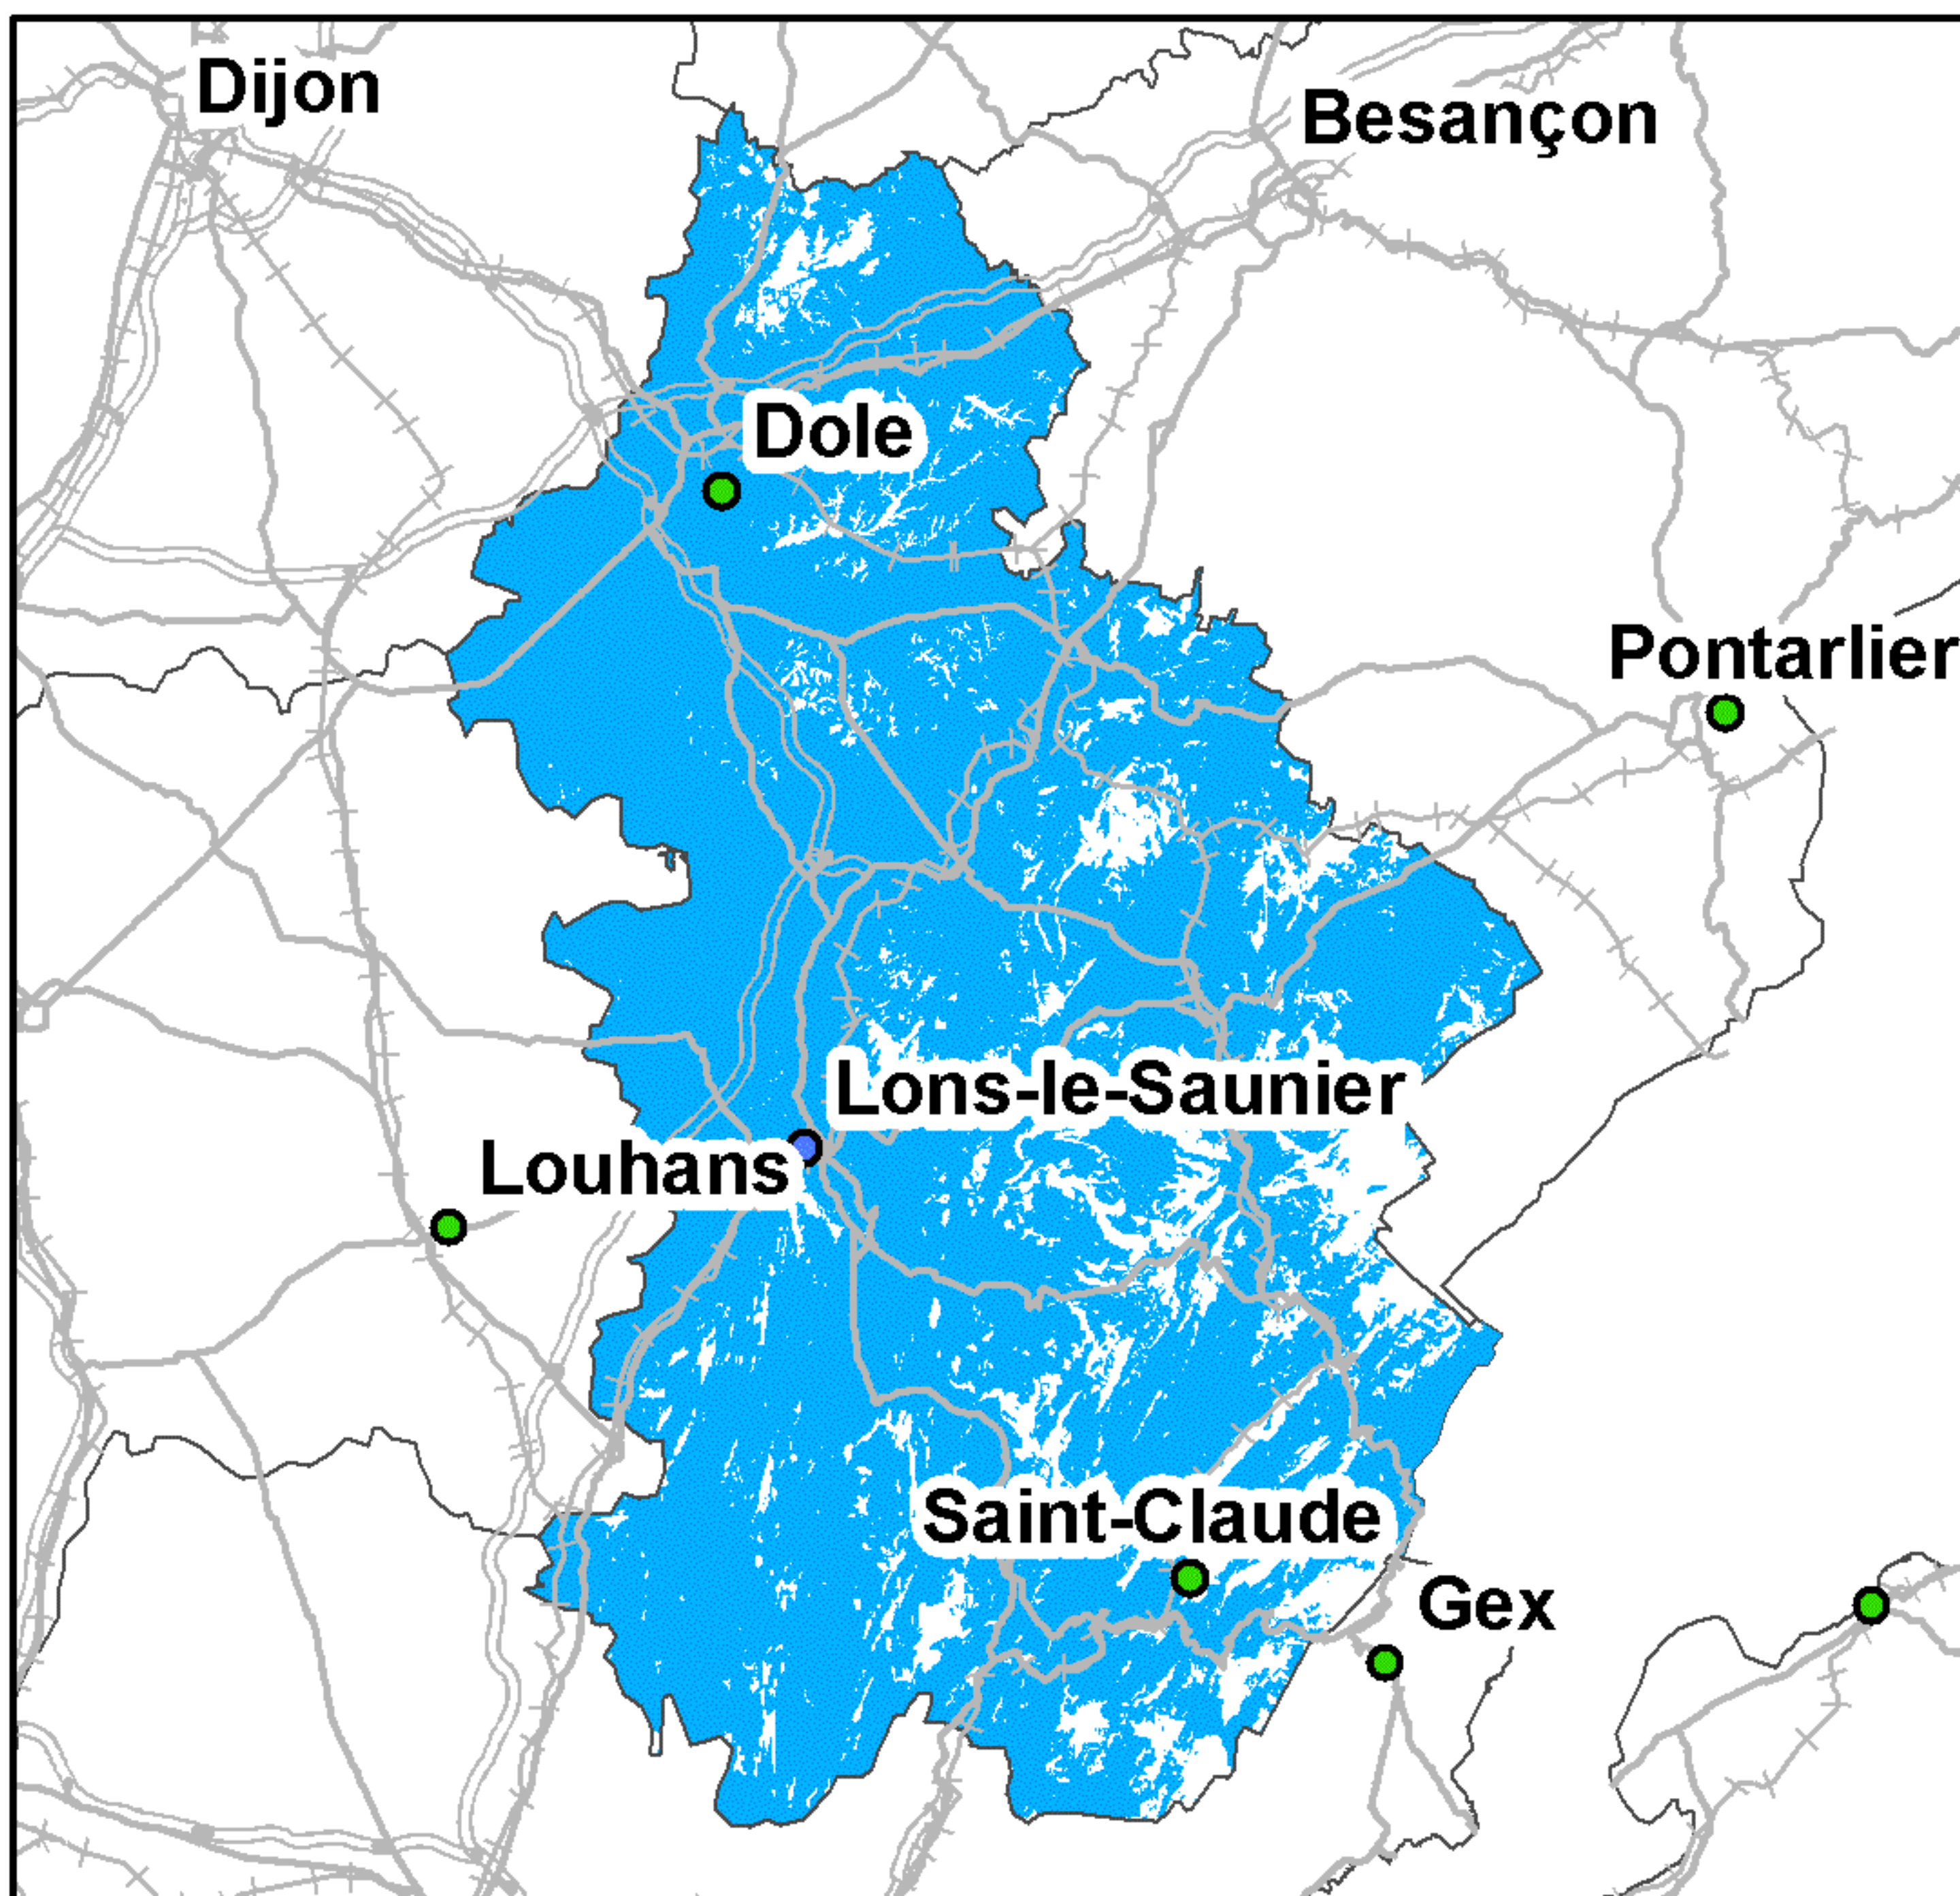 Dijon
Besançon
Dole
Pontarlier
Lons-le-Saunier
Louhans
Saint-Claude
Gex